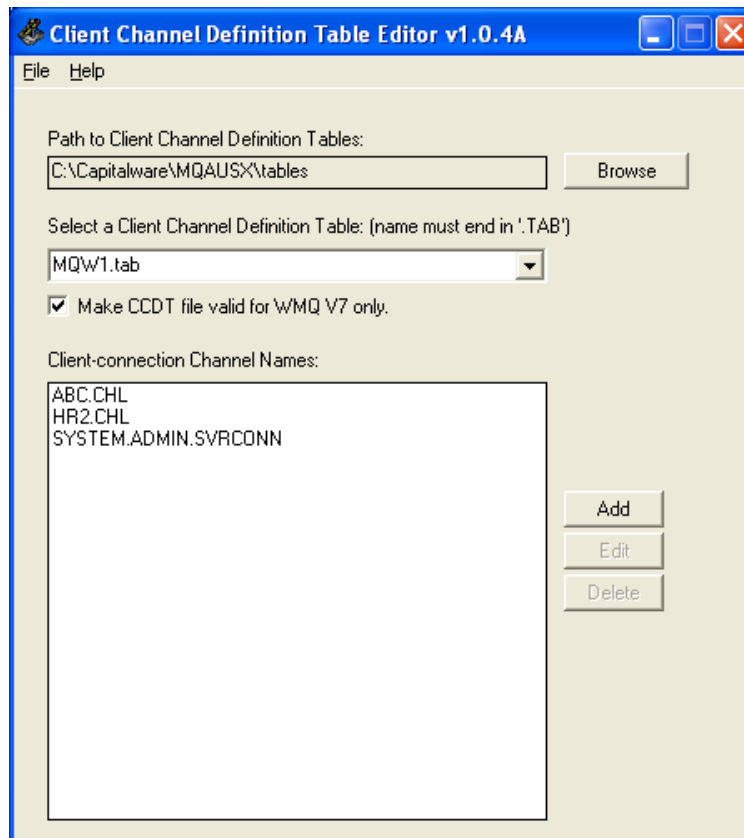 Client Channel Definition Table Editor v1.0.4A
File Help
Path to Client Channel Definition Tables:
C:\Capitalware\MQAUSX\tables
Browse
Select a Client Channel Definition Table: (name must end in '.TAB')
MQW1.tab
Make CCDT file valid for WMQ V7 only.
Client-connection Channel Names:
ABC.CHL
HR2.CHL
SYSTEM.ADMIN.SVRCONN
Add
Edit
Delete